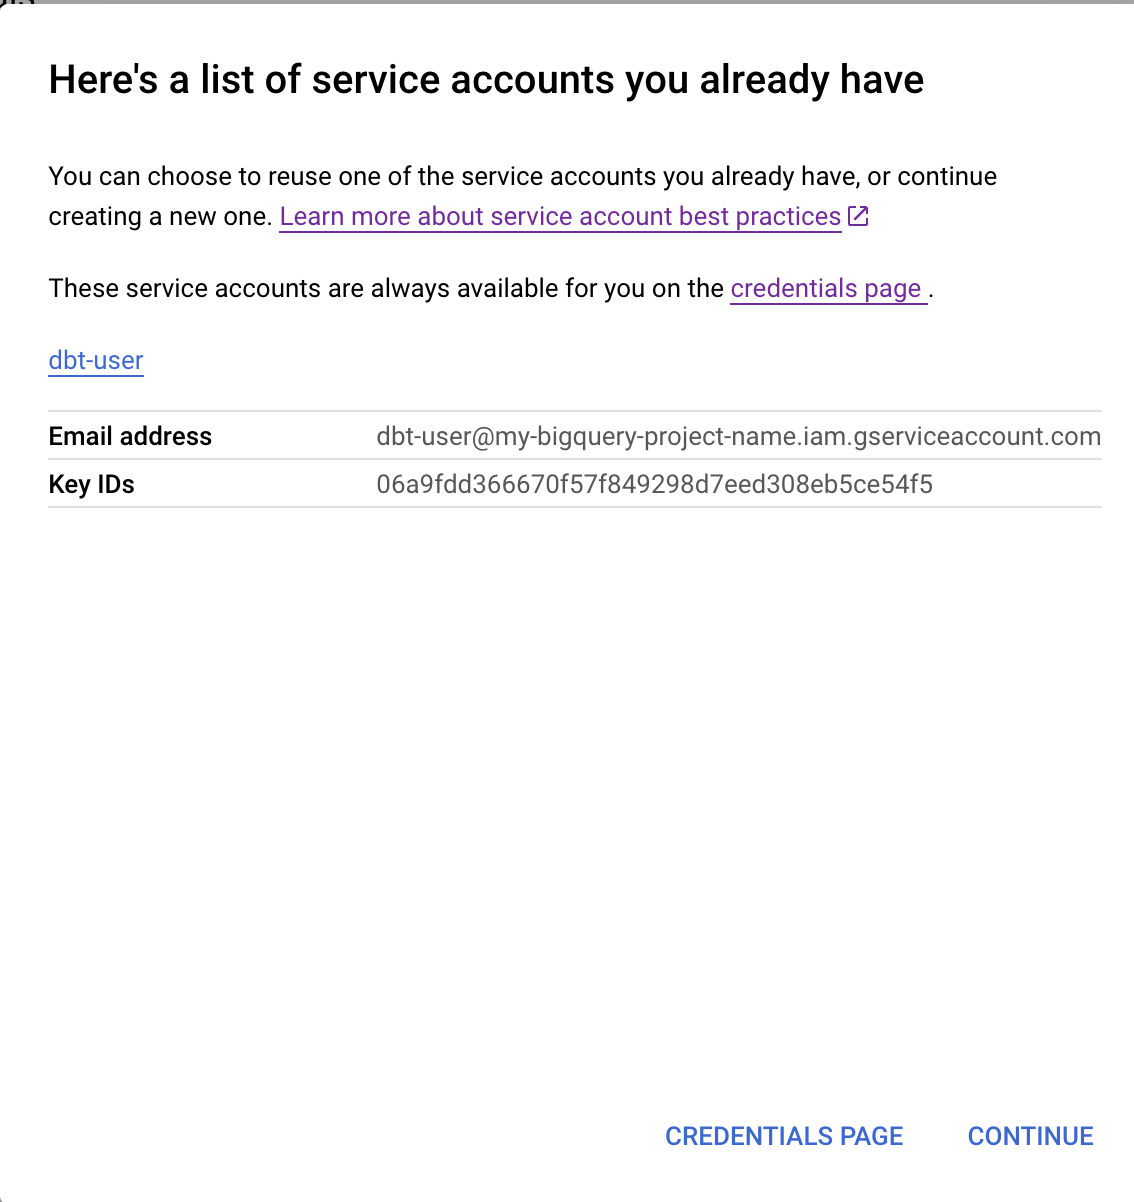 Here's a list of service accounts you already have
You can choose to reuse one of the service accounts you already have, or continue
creating a new one. Learn more about service account best practices
These service accounts are always available for you on the credentials page .
dbt-user
Email address dbt-user@my-bigquery-project-name.iam.gserviceaccount.com
Key IDs 06a9fdd366670f57f849298d7eed308eb5ce54f5
CREDENTIALS PAGE CONTINUE